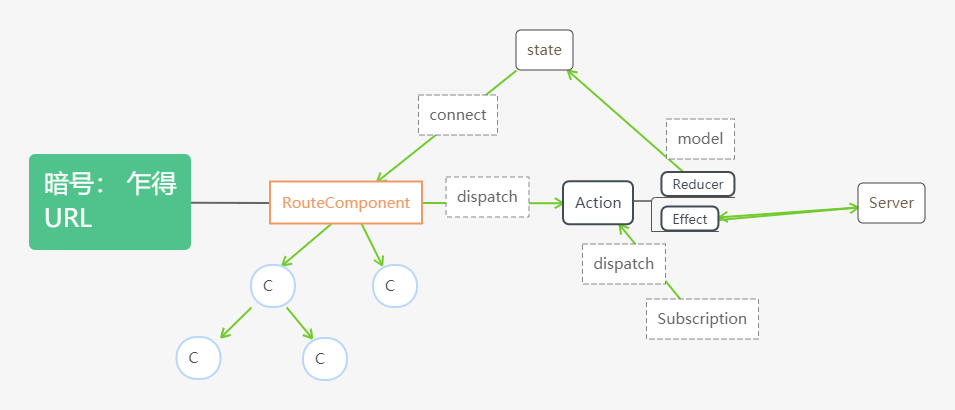 state
connect
model
暗号： 乍得
URL
RouteComponent
dispatch
Action
Reducer
Effect
Server
dispatch
Subscription
C
C
C
C